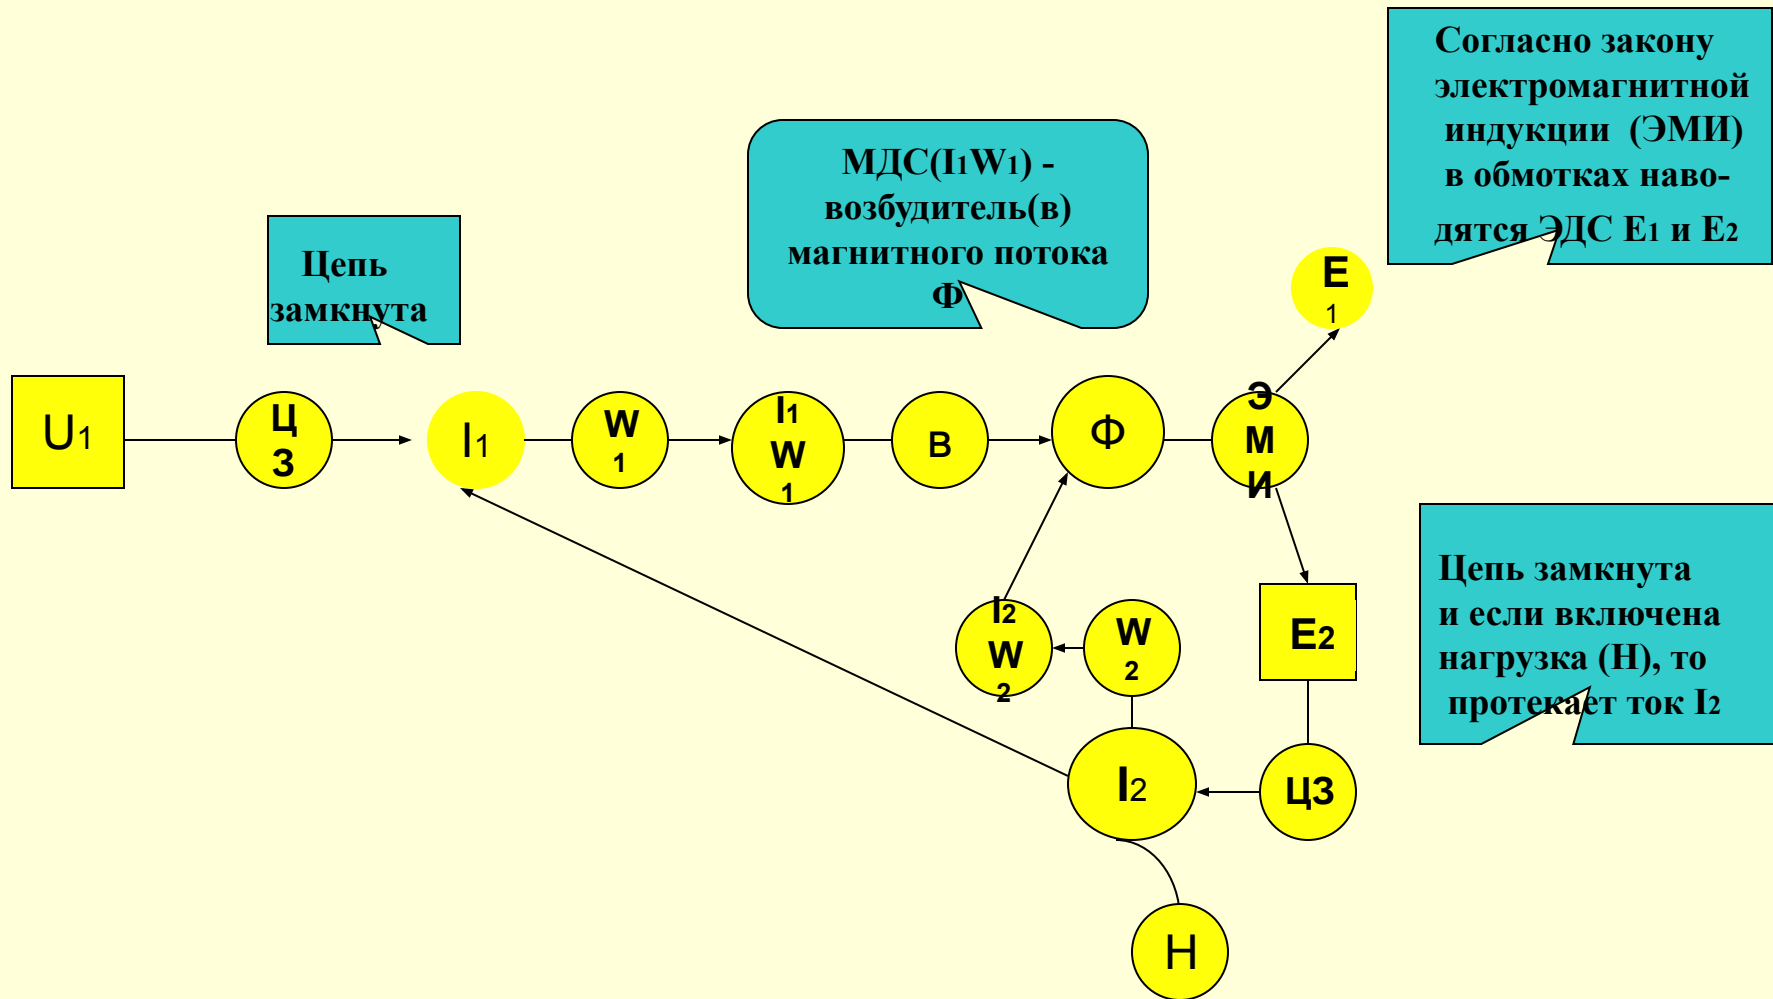 Согласно закону
электромагнитной
индукции (ЭМИ)
в обмотках наво-
дятся ЭДС E1 и E2
МДС(I1W1) -
возбудитель(в)
магнитного потока
Ф
Цепь
замкнута
E
1
U1
Ц
З
I1
W
1
I1
W
1
в
Ф
Э
М
И
Цепь замкнута
и если включена
нагрузка (Н), то
протекает ток I2
I2
W
2
W
2
E2
I2
ЦЗ
Н